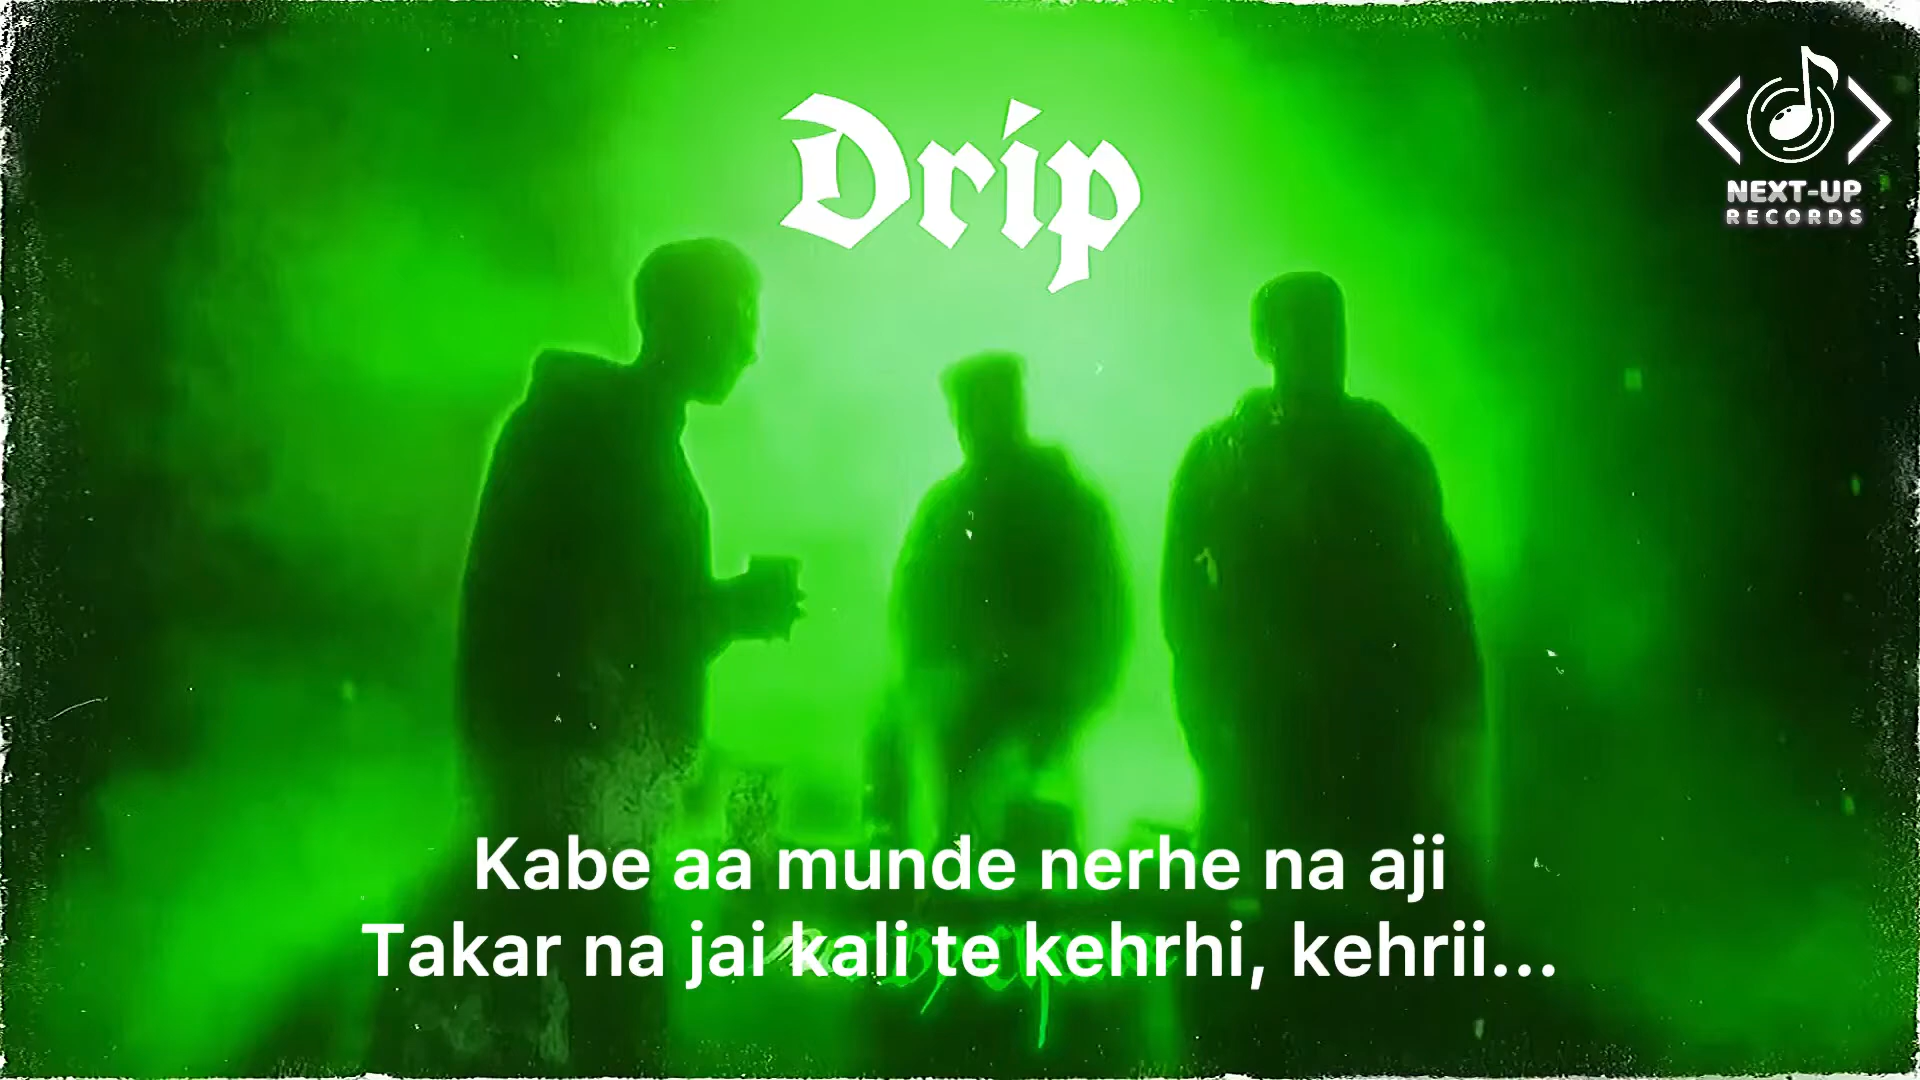 Drip
NEXT-UP
RECORDS
Kabe aa munde nerhe na aji
Takar na jai kali te kehrhi, kehrii...